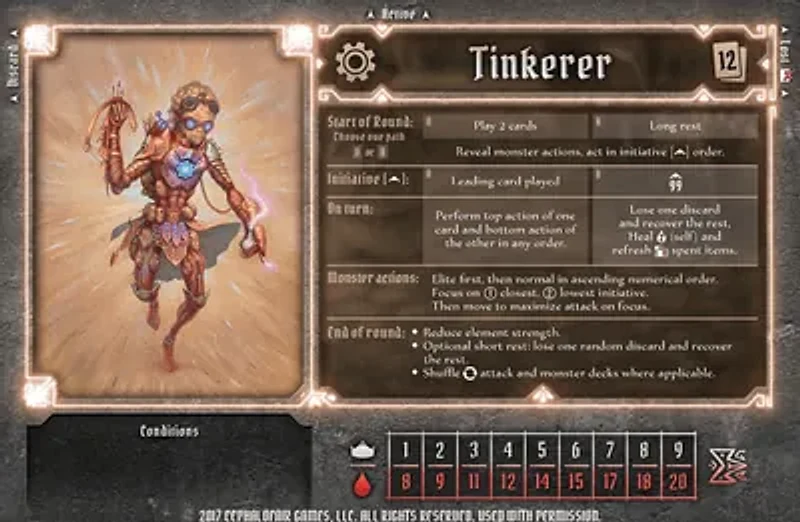 Active
Discard
Lost
Tinkerer
12
Start of Round: Play 2 cards Long rest
Choose one path
or
Reveal monster actions, act in initiative [ ] order.
Initiative [ ]: Leading card played 99
On turn:
Perform top action of one
card and bottom action of
the other in any order.
Lose one discard
and recover the rest.
Heal (self) and
refresh spent items.
Monster actions: Elite first, then normal in ascending numerical order.
Focus on ① closest, ② lowest initiative.
Then move to maximize attack on focus.
End of round: • Reduce element strength.
• Optional short rest: lose one random discard and recover
the rest.
• Shuffle attack and monster decks where applicable.
Conditions
1 2 3 4 5 6 7 8 9
8 9 11 12 14 15 17 18 20
2017 CEPHALOFAIR GAMES, LLC. ALL RIGHTS RESERVED. USED WITH PERMISSION.